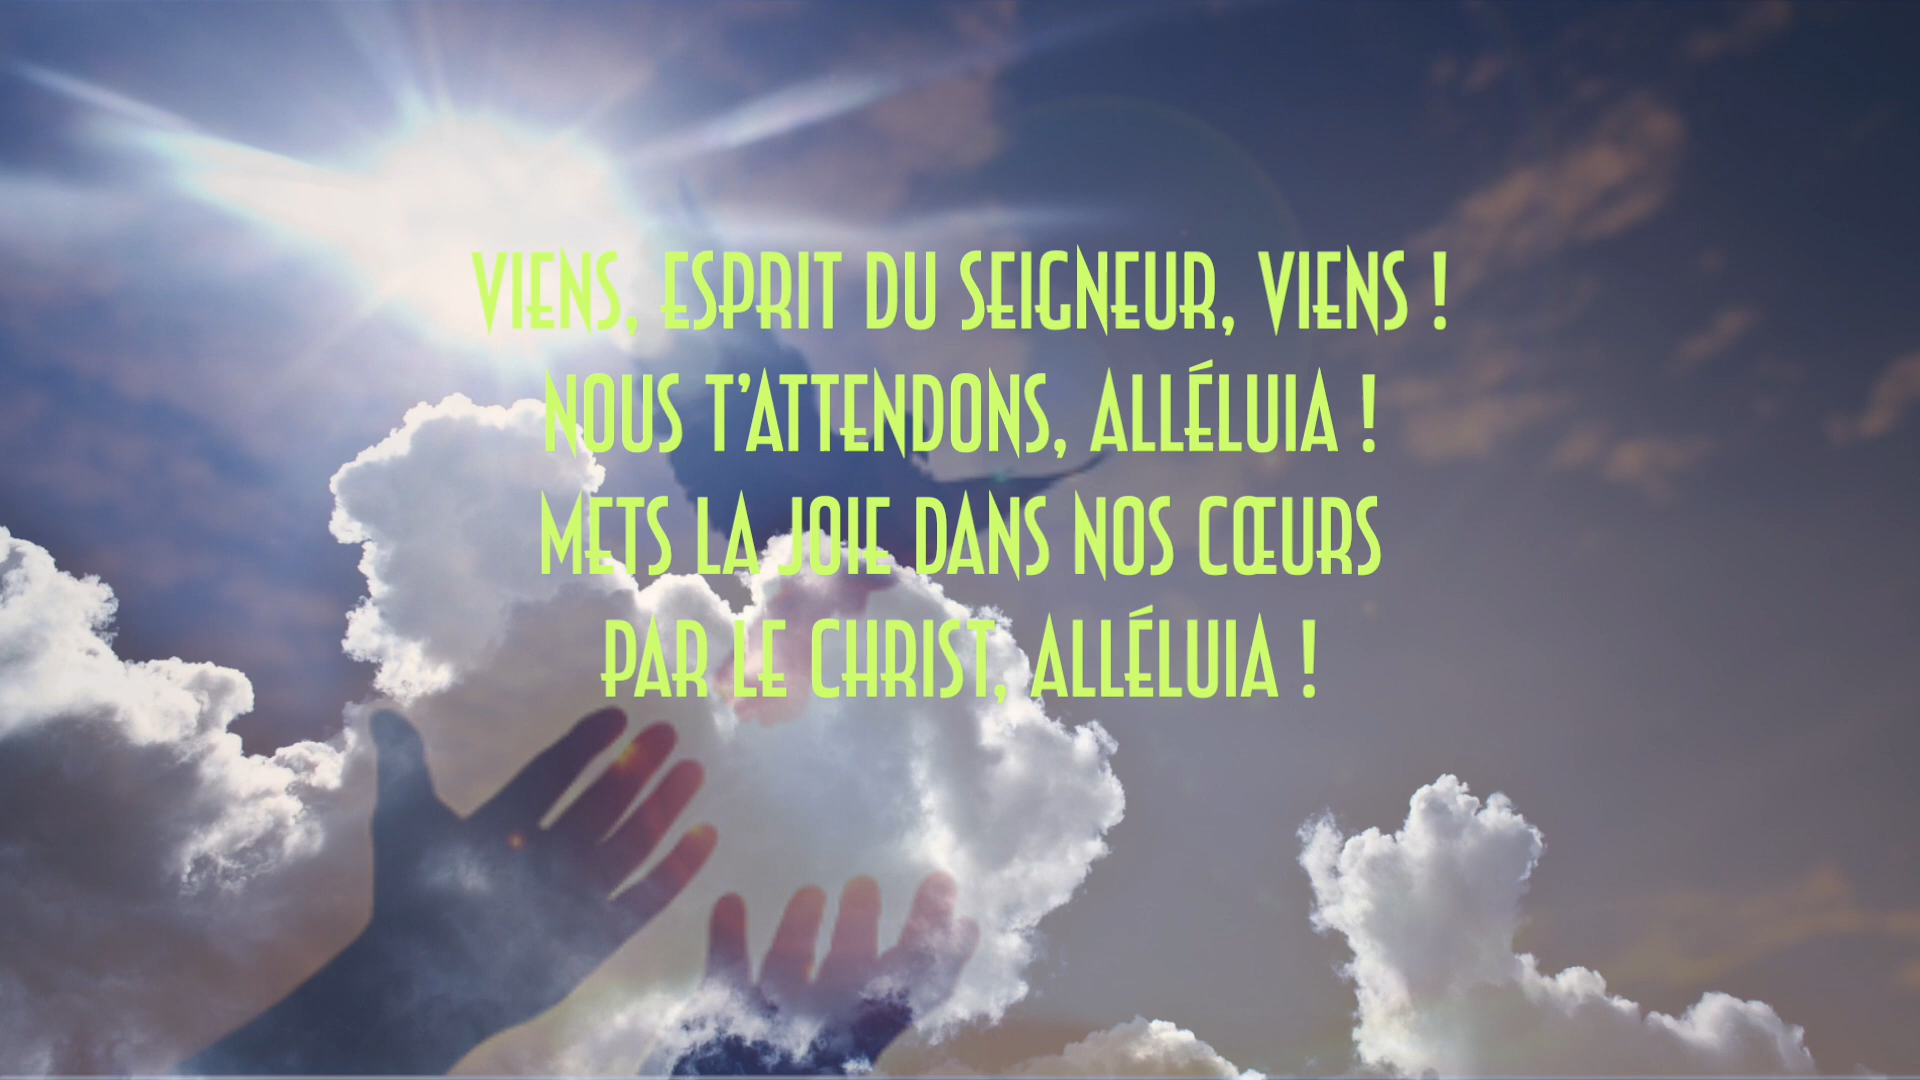 VIENS, ESPRIT DU SEIGNEUR, VIENS !
NOUS T’ATTENDONS, ALLÉLUIA !
METS LA JOIE DANS NOS CŒURS
PAR LE CHRIST, ALLÉLUIA !